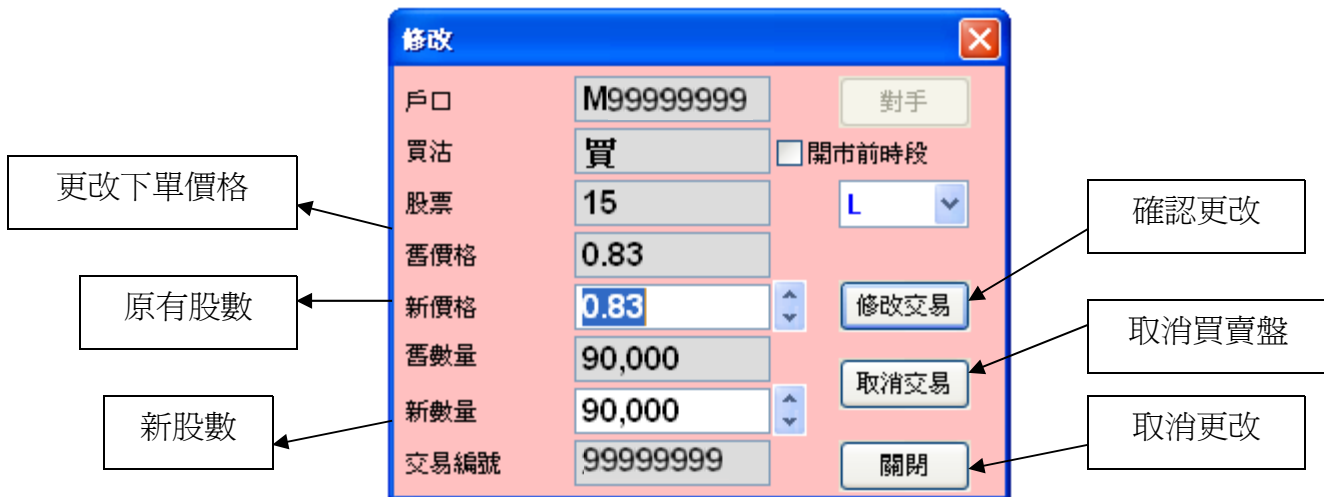 修改
戶口 M99999999 對手
買沽 買 開市前時段
更改下單價格
股票 15 L
確認更改
舊價格 0.83
原有股數
新價格 0.83 修改交易
取消買賣盤
舊數量 90,000
取消交易
新數量 90,000
新股數
取消更改
交易編號 99999999 關閉